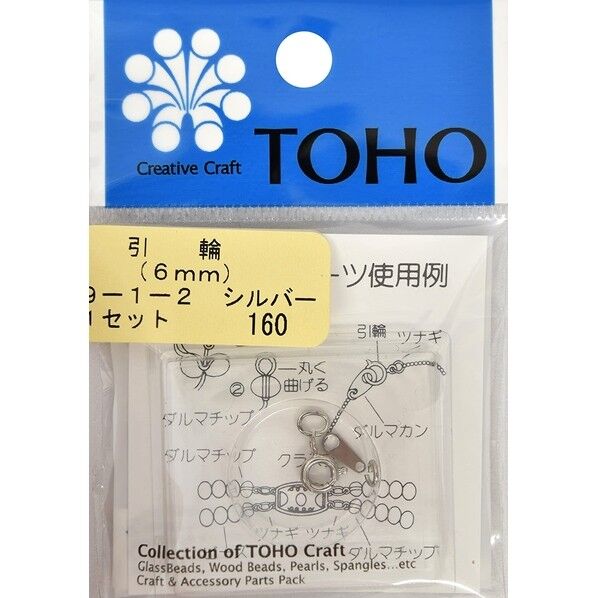 Creative Craft
TOHO
引輪
(6mm)
9-1-2 シルバー
1セット 160
ーツ使用例
引輪 ツナギ
②
丸く
曲げる
ダルマチップ
ダルマカン
ダルマチップ
クラ
ツナギ ツナギ
ダルマチップ
Collection of TOHO Craft
GlassBeads, Wood Beads, Pearls, Spangles...etc
Craft & Accessory Parts Pack